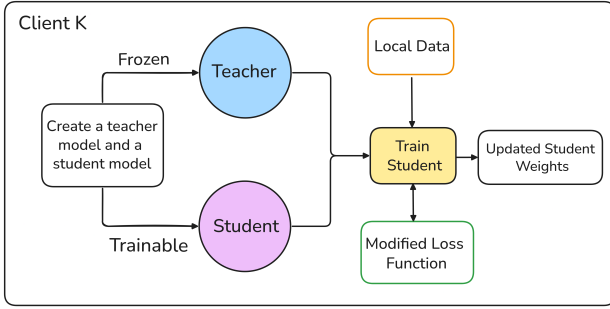 Client K
Frozen
Teacher
Local Data
Create a teacher
model and a
student model
Train
Student
Updated Student
Weights
Trainable
Student
Modified Loss
Function